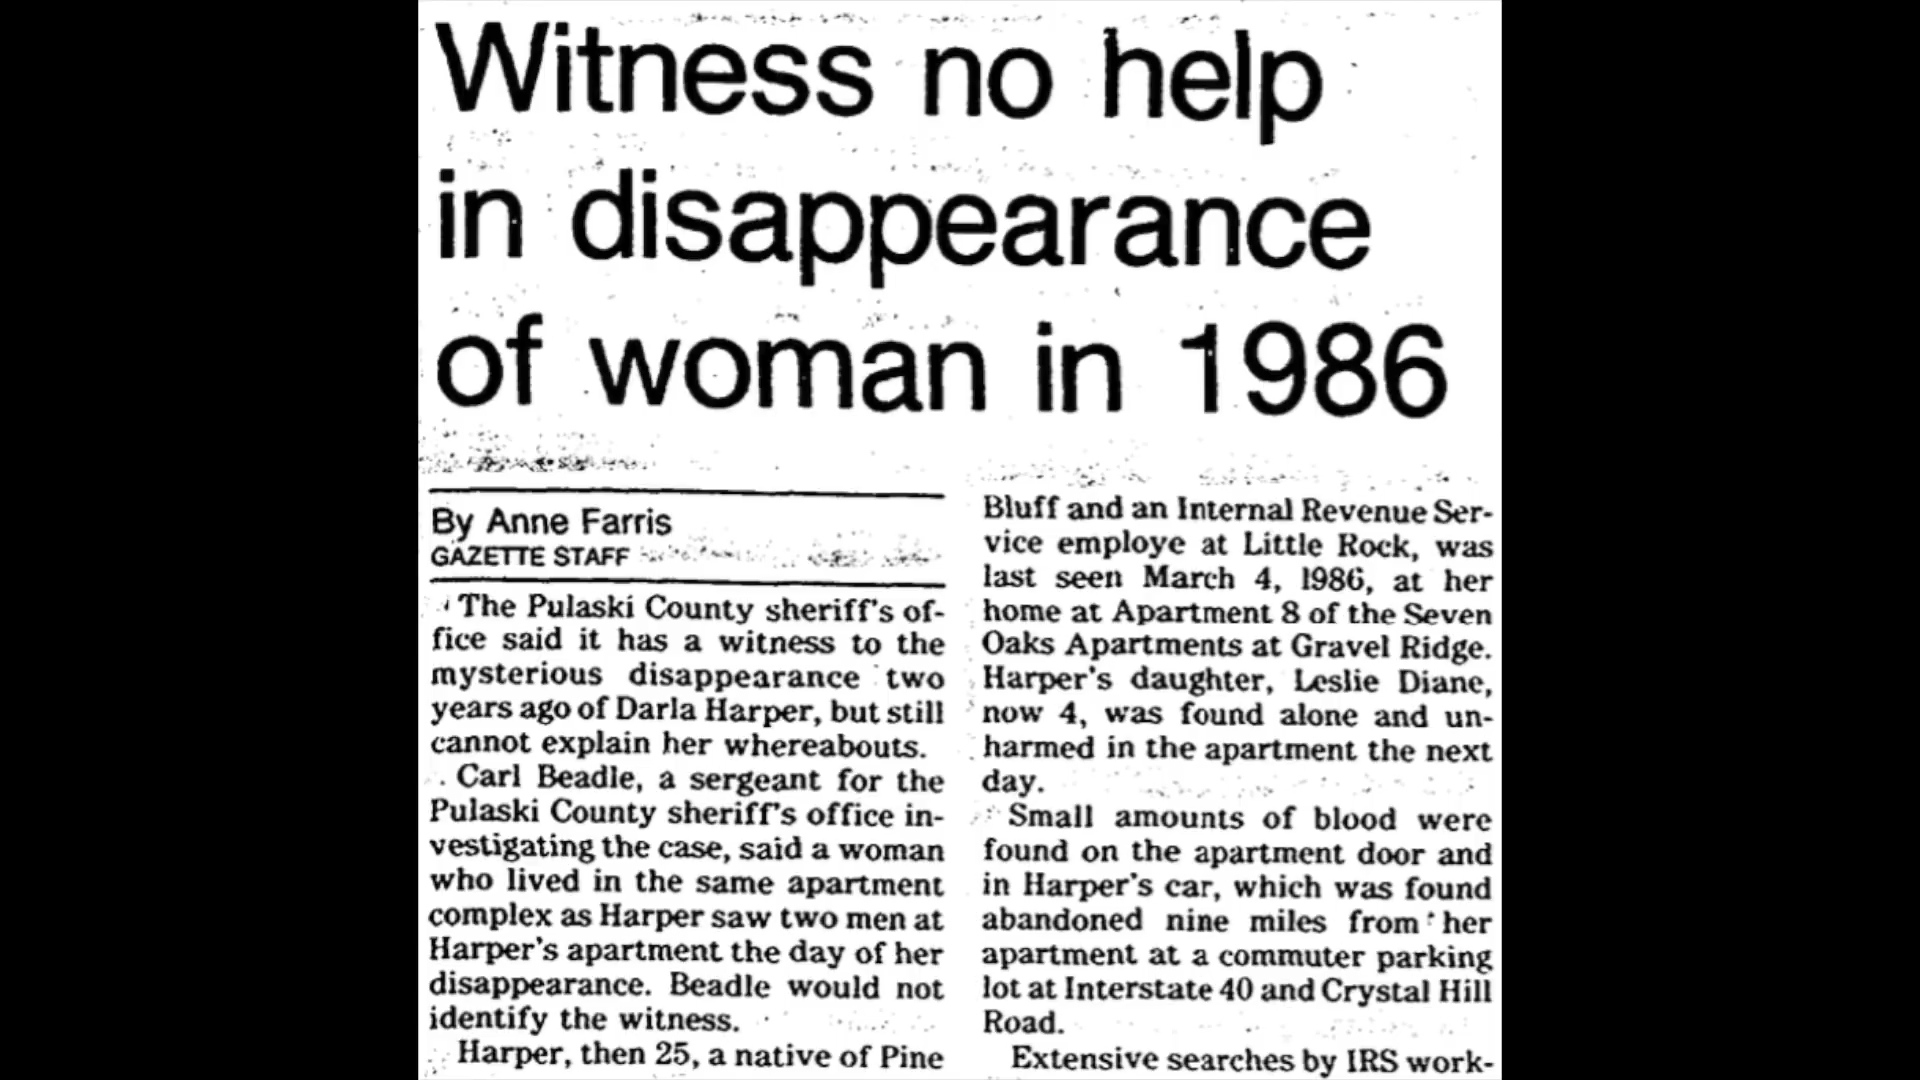 Witness no help
in disappearance
of woman in 1986
By Anne Farris
GAZETTE STAFF
The Pulaski County sheriff's of-
fice said it has a witness to the
mysterious disappearance two
years ago of Darla Harper, but still
cannot explain her whereabouts.
Carl Beadle, a sergeant for the
Pulaski County sheriff's office in-
vestigating the case, said a woman
who lived in the same apartment
complex as Harper saw two men at
Harper's apartment the day of her
disappearance. Beadle would not
identify the witness.
Harper, then 25, a native of Pine
Bluff and an Internal Revenue Ser-
vice employe at Little Rock, was
last seen March 4, 1986, at her
home at Apartment 8 of the Seven
Oaks Apartments at Gravel Ridge.
Harper's daughter, Leslie Diane,
now 4, was found alone and un-
harmed in the apartment the next
day.
Small amounts of blood were
found on the apartment door and
in Harper's car, which was found
abandoned nine miles from her
apartment at a commuter parking
lot at Interstate 40 and Crystal Hill
Road.
Extensive searches by IRS work-